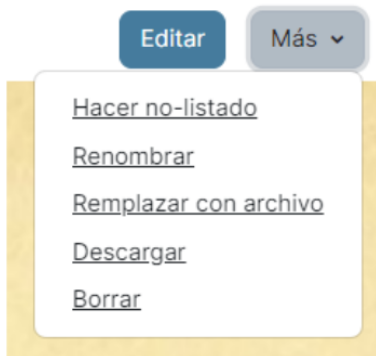 Editar
Más
Hacer no-listado
Renombrar
Remplazar con archivo
Descargar
Borrar